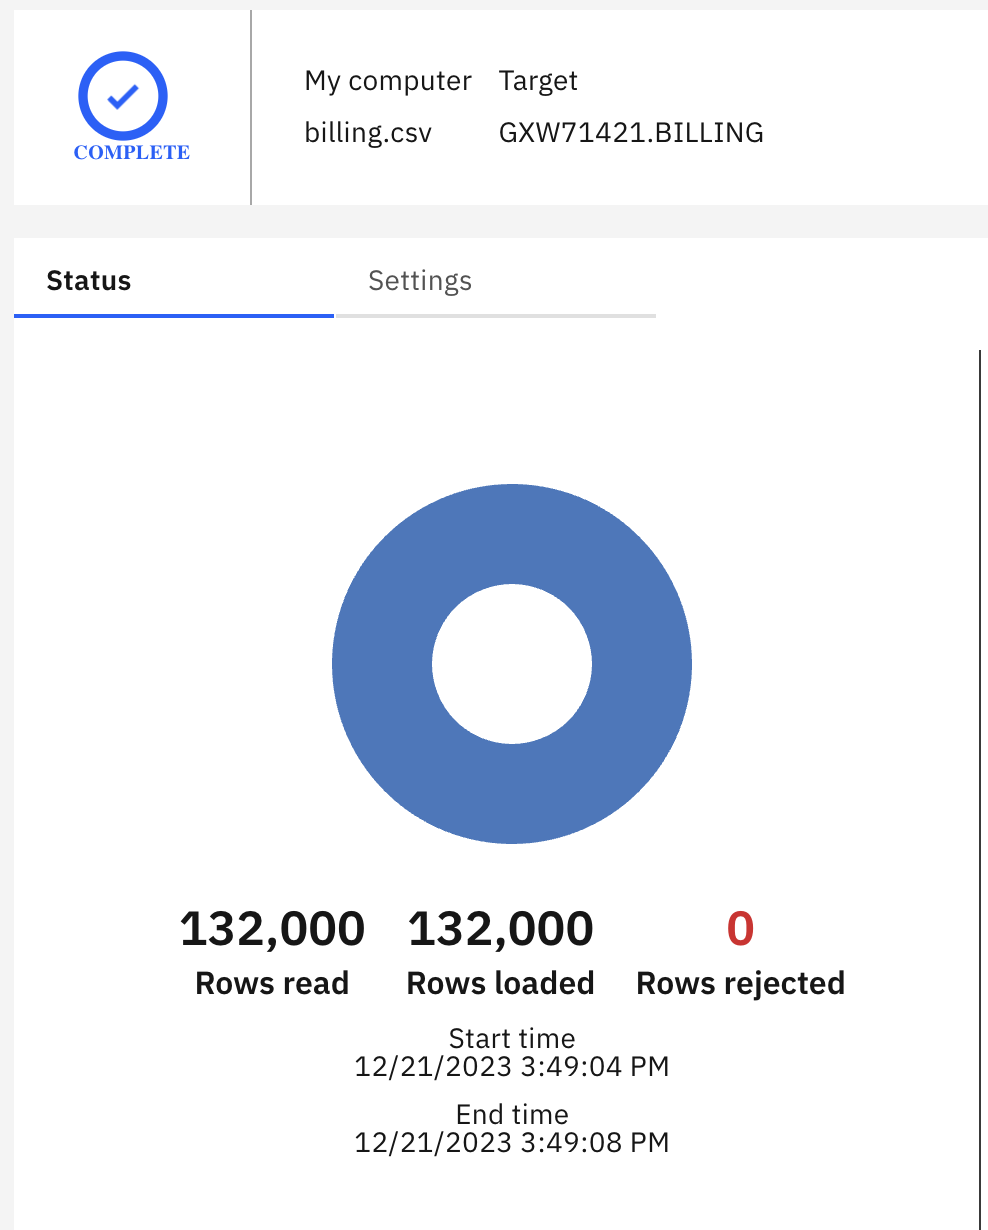 COMPLETE
My computer Target
billing.csv GXW71421.BILLING
Status Settings
132,000 132,000 0
Rows read Rows loaded Rows rejected
Start time
12/21/2023 3:49:04 PM
End time
12/21/2023 3:49:08 PM